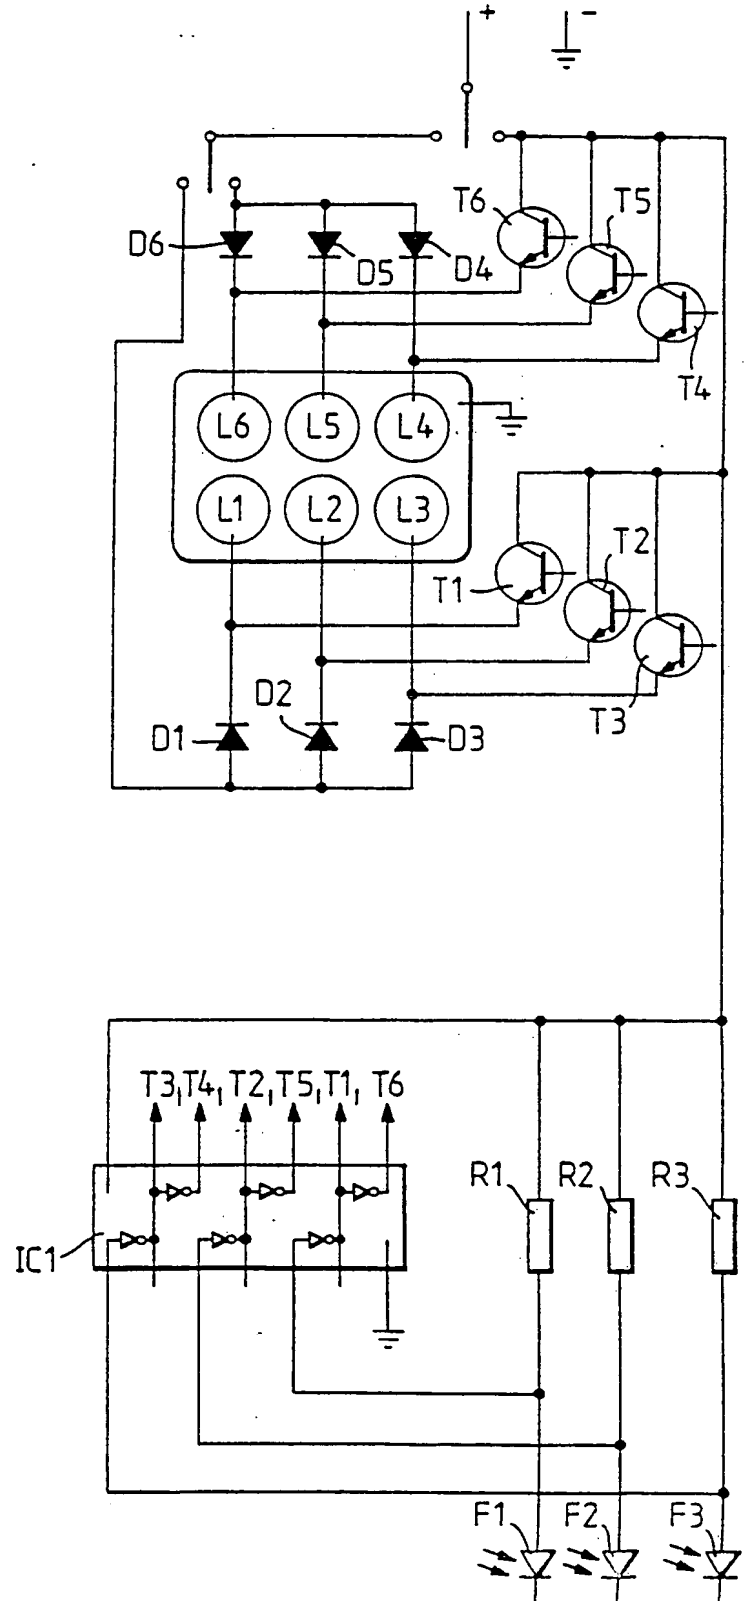 + -
T6 T5
D6 D5 D4
T4
L6 L5 L4
L1 L2 L3
T2
T1
D2
D1 D3 T3
T3, T4, T2, T5, T1, T6
R1 R2 R3
IC1
F1 F2 F3